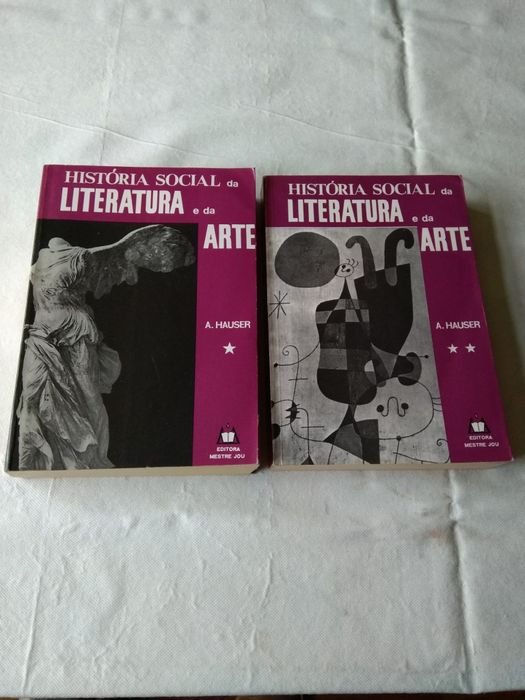 HISTÓRIA SOCIAL da
LITERATURA e da
ARTE
A. HAUSER
★
EDITORA
MESTRE JOU
HISTÓRIA SOCIAL da
LITERATURA e da
ARTE
A. HAUSER
★ ★
EDITORA
MESTRE JOU